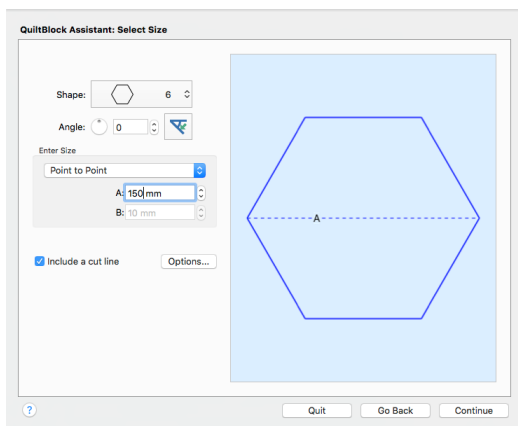 QuiltBlock Assistant: Select Size
Shape: 6
Angle: 0
Enter Size
Point to Point
A: 150 mm
B: 10 mm
Include a cut line Options...
A
? Quit Go Back Continue